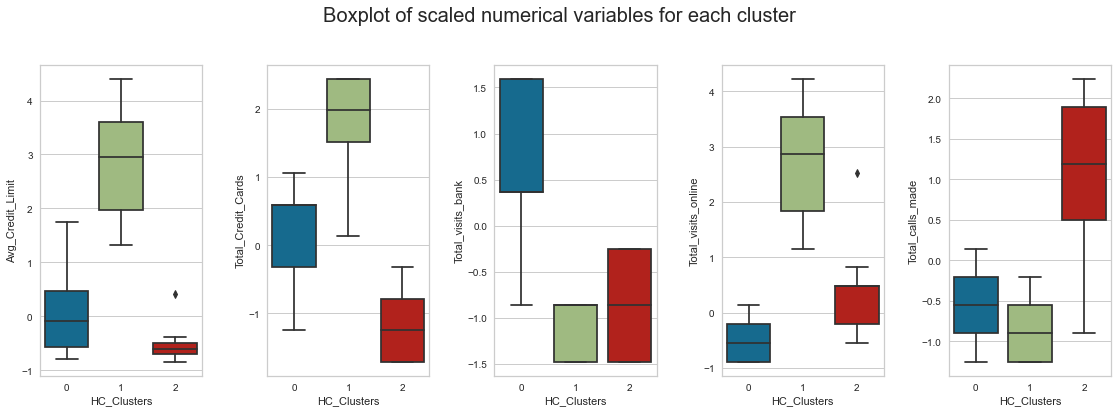 Boxplot of scaled numerical variables for each cluster
Avg_Credit_Limit
4
3
2
1
0
−1
0 1 2
HC_Clusters
Total_Credit_Cards
2
1
0
−1
0 1 2
HC_Clusters
Total_visits_bank
1.5
1.0
0.5
0.0
−0.5
−1.0
−1.5
0 1 2
HC_Clusters
Total_visits_online
4
3
2
1
0
−1
0 1 2
HC_Clusters
Total_calls_made
2.0
1.5
1.0
0.5
0.0
−0.5
−1.0
0 1 2
HC_Clusters